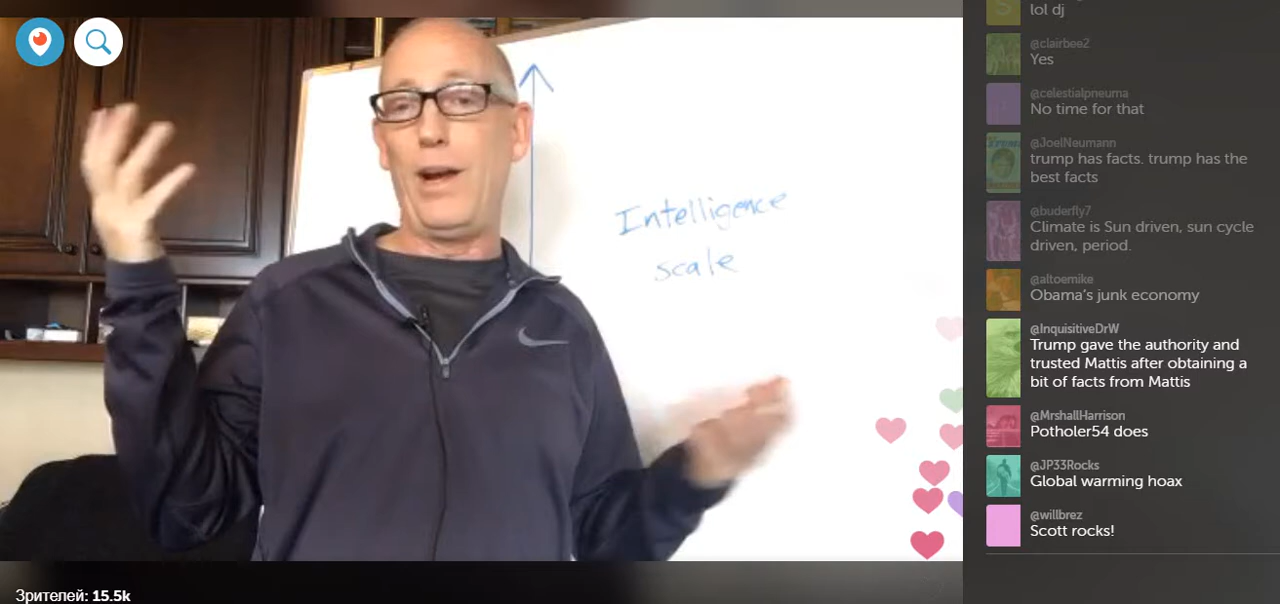 lol dj
@clairbee2
Yes
@celestialpneuma
No time for that
@JoelNeumann
trump has facts. trump has the
best facts
@buderfly7
Climate is Sun driven, sun cycle
driven, period.
@altoemike
Obama's junk economy
@InquisitiveDrW
Trump gave the authority and
trusted Mattis after obtaining a
bit of facts from Mattis
@MrshallHarrison
Potholer54 does
@JP33Rocks
Global warming hoax
@willbrez
Scott rocks!
Intelligence
scale
Зрителей: 15.5k